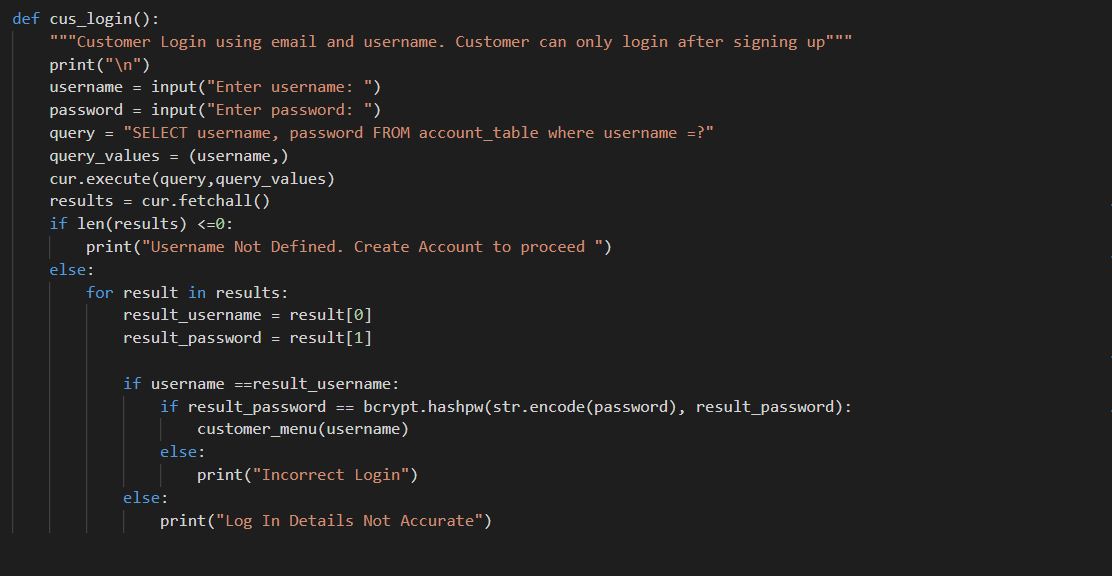 def cus_login():
    """Customer Login using email and username. Customer can only login after signing up"""
    print("\n")
    username = input("Enter username: ")
    password = input("Enter password: ")
    query = "SELECT username, password FROM account_table where username =?"
    query_values = (username,)
    cur.execute(query,query_values)
    results = cur.fetchall()
    if len(results) <=0:
        print("Username Not Defined. Create Account to proceed ")
    else:
        for result in results:
            result_username = result[0]
            result_password = result[1]

            if username ==result_username:
                if result_password == bcrypt.hashpw(str.encode(password), result_password):
                    customer_menu(username)
                else:
                    print("Incorrect Login")
            else:
                print("Log In Details Not Accurate")